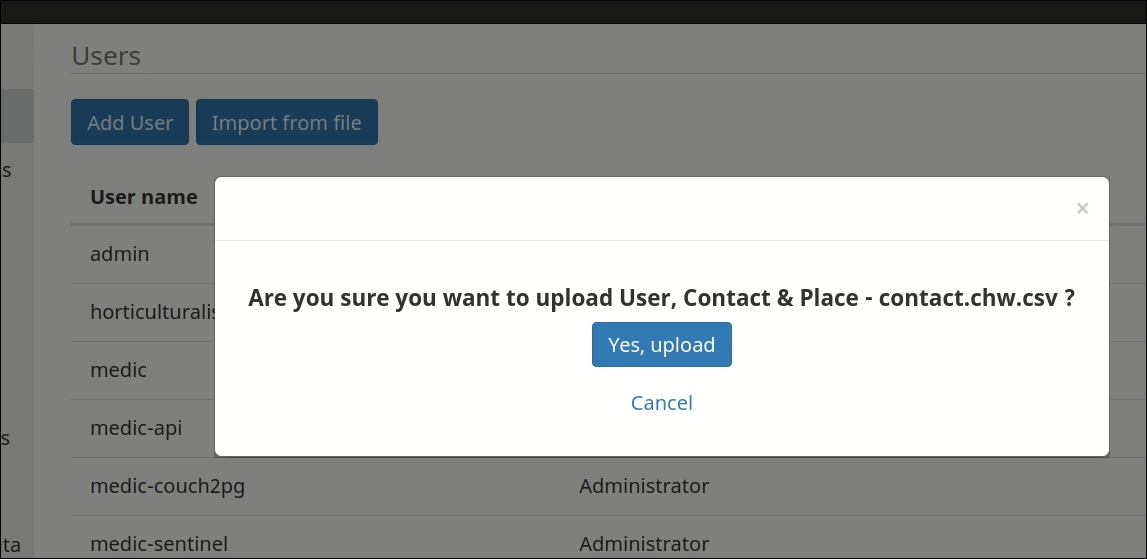 Users
Add User Import from file
s
User name
×
admin
Are you sure you want to upload User, Contact & Place - contact.chw.csv ?
horticulturalis
Yes, upload
medic
Cancel
medic-api
s
medic-couch2pg Administrator
ta
medic-sentinel Administrator